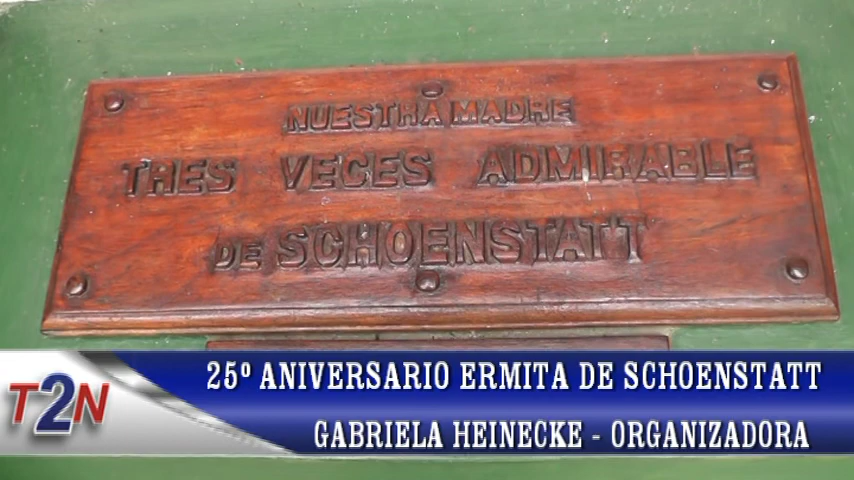 NUESTRA MADRE
TRES VECES ADMIRABLE
DE SCHOENSTATT
T2N
25º ANIVERSARIO ERMITA DE SCHOENSTATT
GABRIELA HEINECKE - ORGANIZADORA